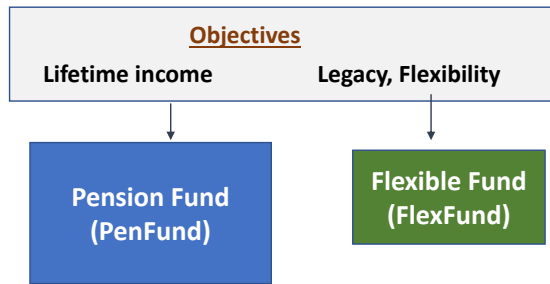 Objectives
Lifetime income
Legacy, Flexibility
Pension Fund
(PenFund)
Flexible Fund
(FlexFund)